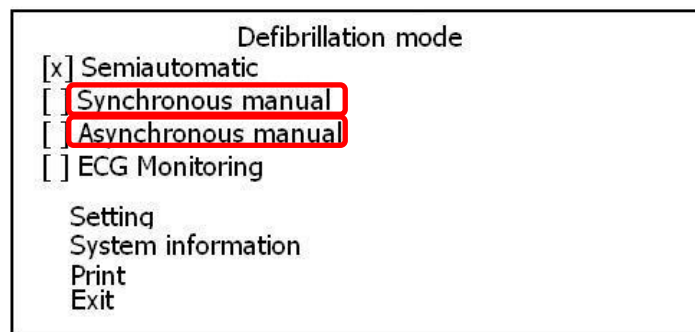 Defibrillation mode
[x] Semiautomatic
[ ] Synchronous manual
[ ] Asynchronous manual
[ ] ECG Monitoring
Setting
System information
Print
Exit